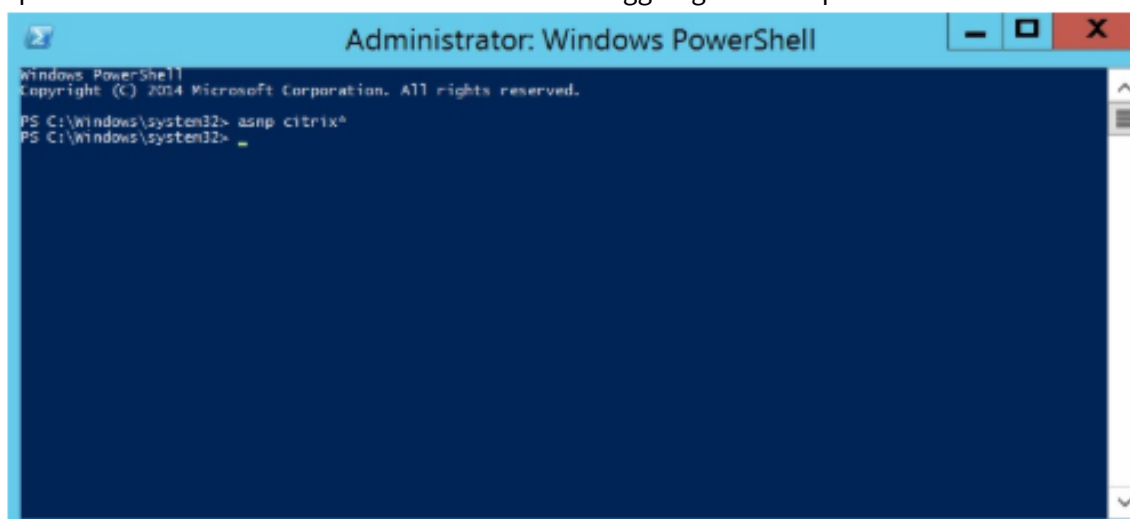 Administrator: Windows PowerShell
Windows PowerShell
Copyright (C) 2014 Microsoft Corporation. All rights reserved.
PS C:\Windows\system32> asnp citrix*
PS C:\Windows\system32> _